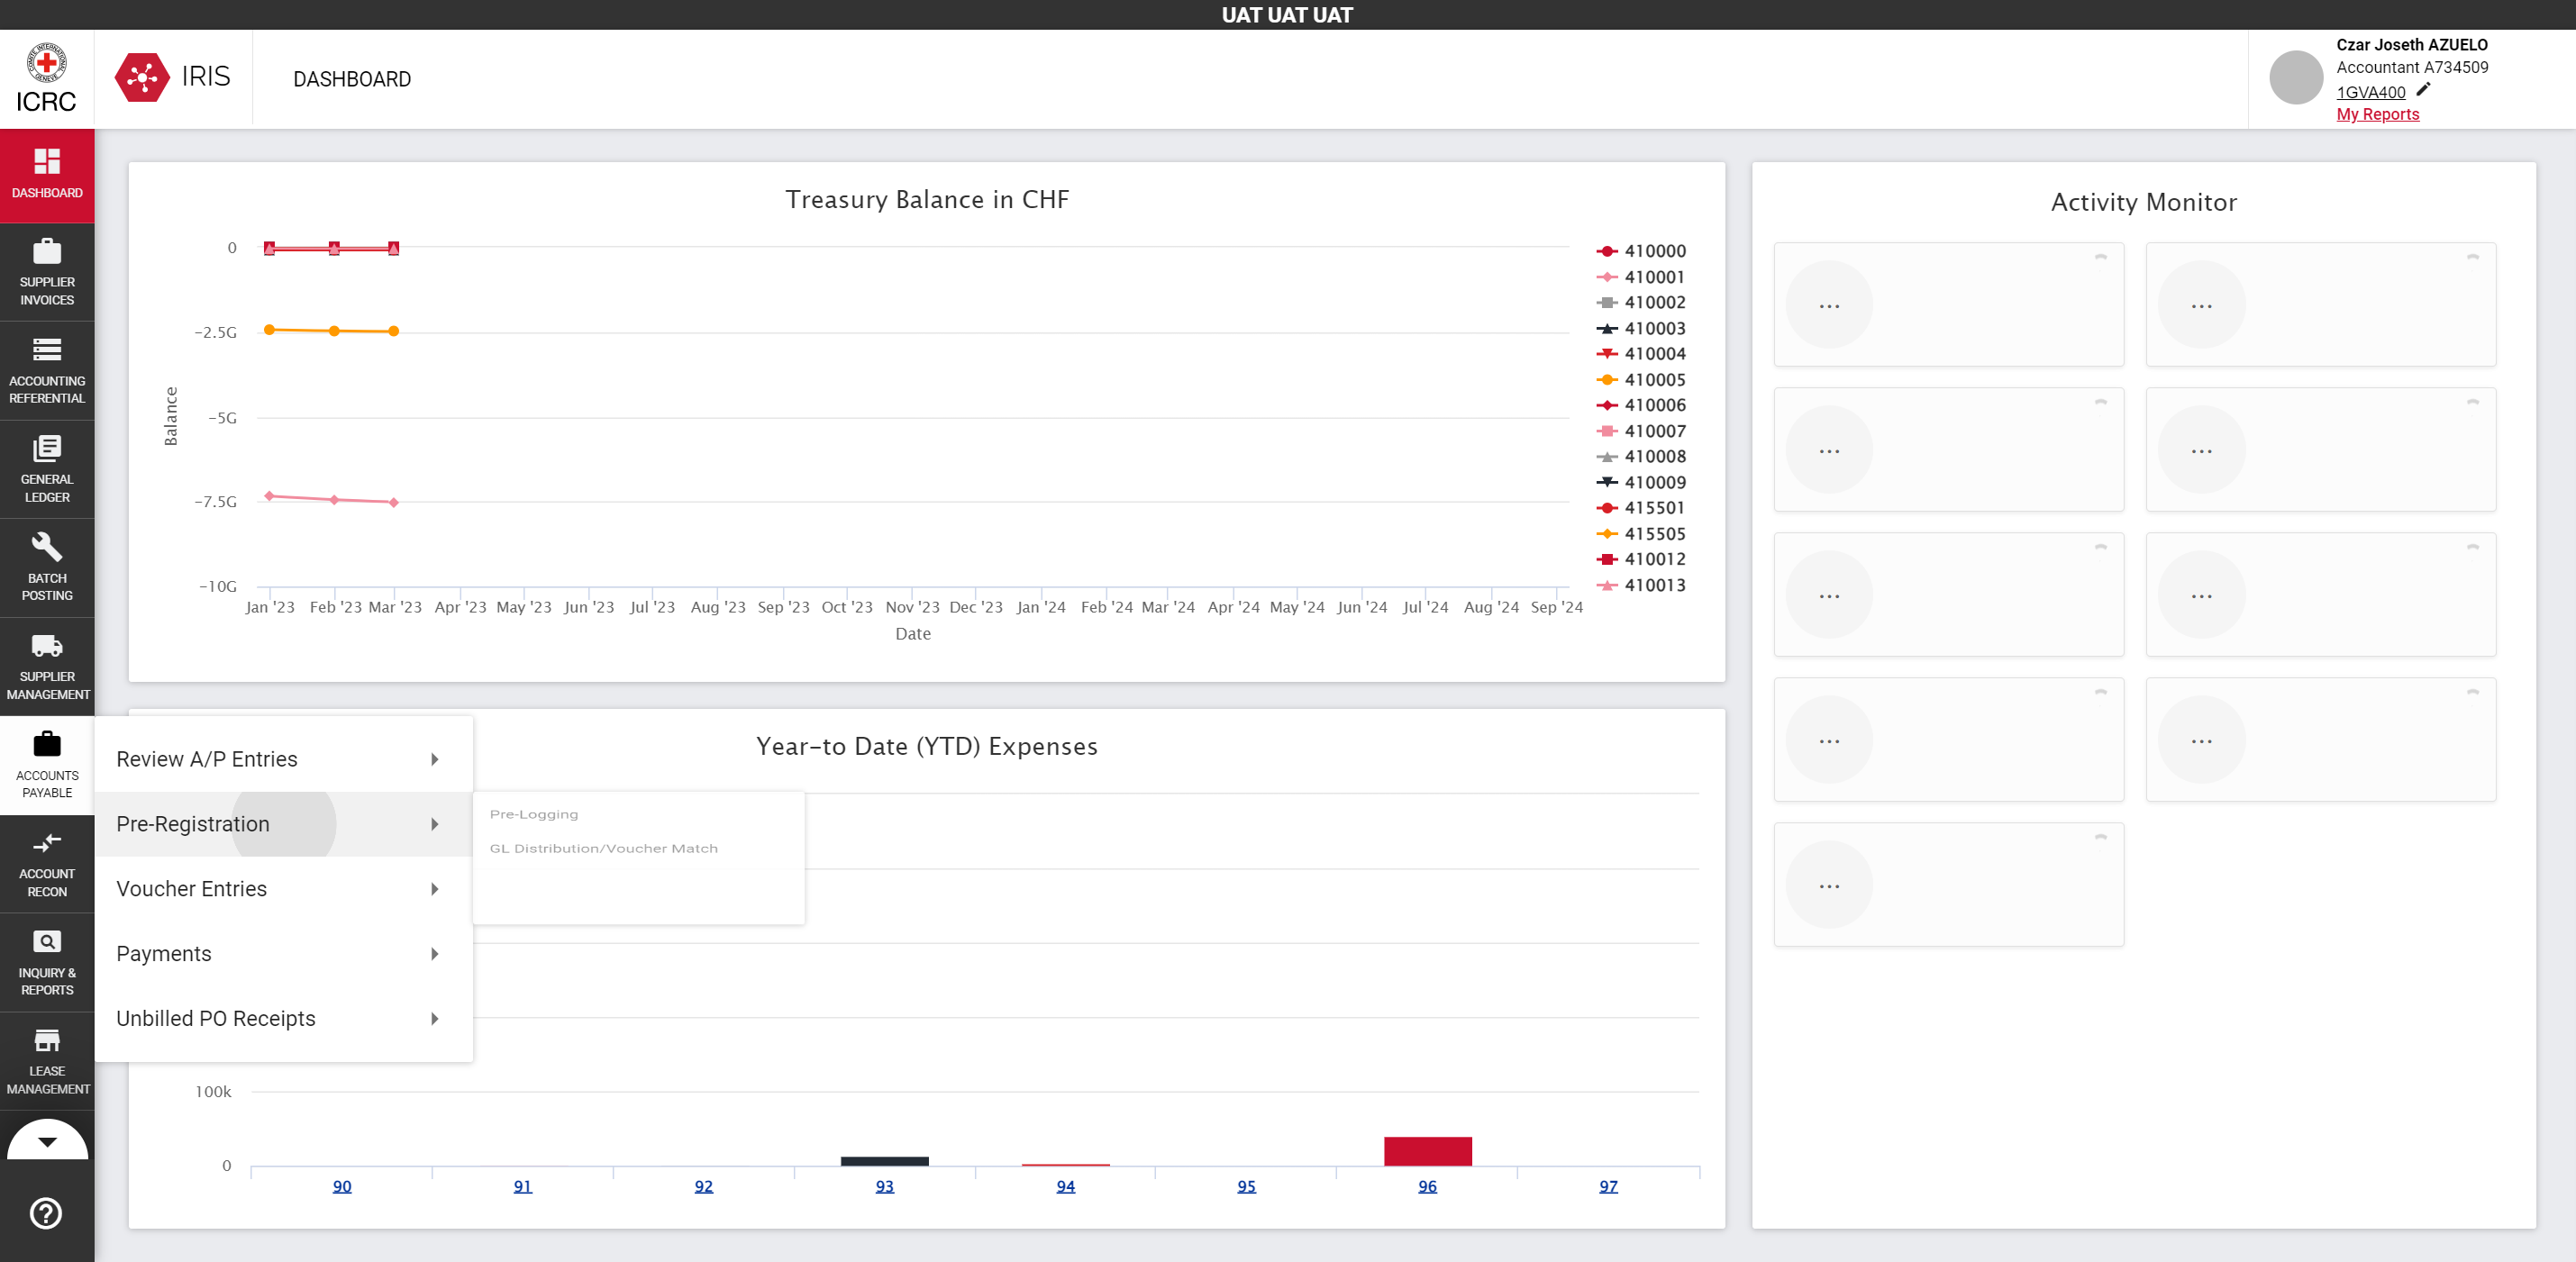 UAT UAT UAT
ICRC
IRIS
DASHBOARD
Czar Joseth AZUELO
Accountant A734509
1GVA400
My Reports
DASHBOARD
SUPPLIER
INVOICES
ACCOUNTING
REFERENTIAL
GENERAL
LEDGER
BATCH
POSTING
SUPPLIER
MANAGEMENT
ACCOUNTS
PAYABLE
ACCOUNT
RECON
INQUIRY &
REPORTS
LEASE
MANAGEMENT
Treasury Balance in CHF
0
-2.5G
-5G
-7.5G
-10G
Balance
Jan '23 Feb '23 Mar '23 Apr '23 May '23 Jun '23 Jul '23 Aug '23 Sep '23 Oct '23 Nov '23 Dec '23 Jan '24 Feb '24 Mar '24 Apr '24 May '24 Jun '24 Jul '24 Aug '24 Sep '24
Date
410000
410001
410002
410003
410004
410005
410006
410007
410008
410009
415501
415505
410012
410013
Review A/P Entries
Pre-Registration
Voucher Entries
Payments
Unbilled PO Receipts
Pre-Logging
GL Distribution/Voucher Match
Year-to Date (YTD) Expenses
100k
0
90 91 92 93 94 95 96 97
Activity Monitor
... ...
... ...
... ...
... ...
...